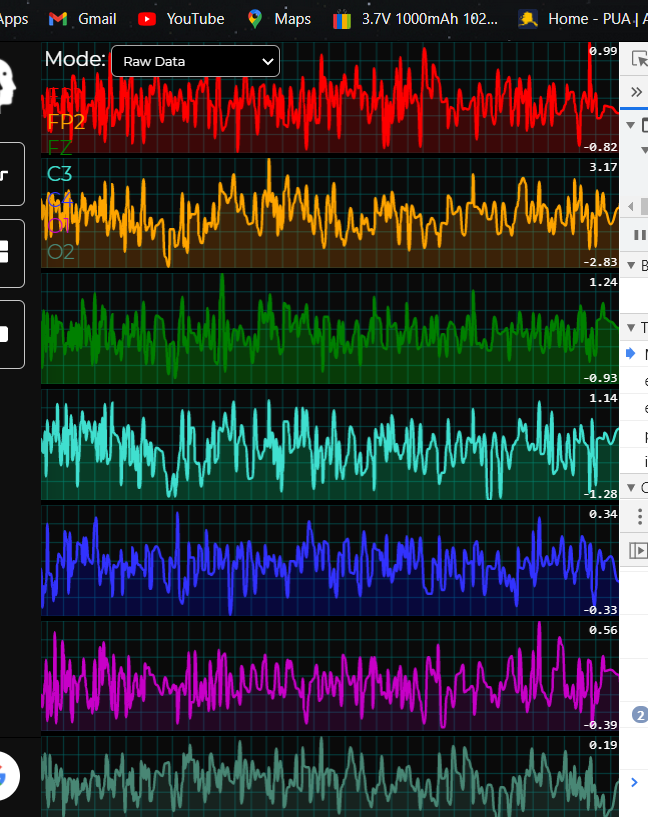 Apps Gmail YouTube Maps 3.7V 1000mAh 102... Home - PUA | A
Mode: Raw Data
0.99
FP2
FZ
-0.82
C3
3.17
C4
O1
O2
-2.83
1.24
-0.93
1.14
-1.28
0.34
-0.33
0.56
-0.39
0.19
2